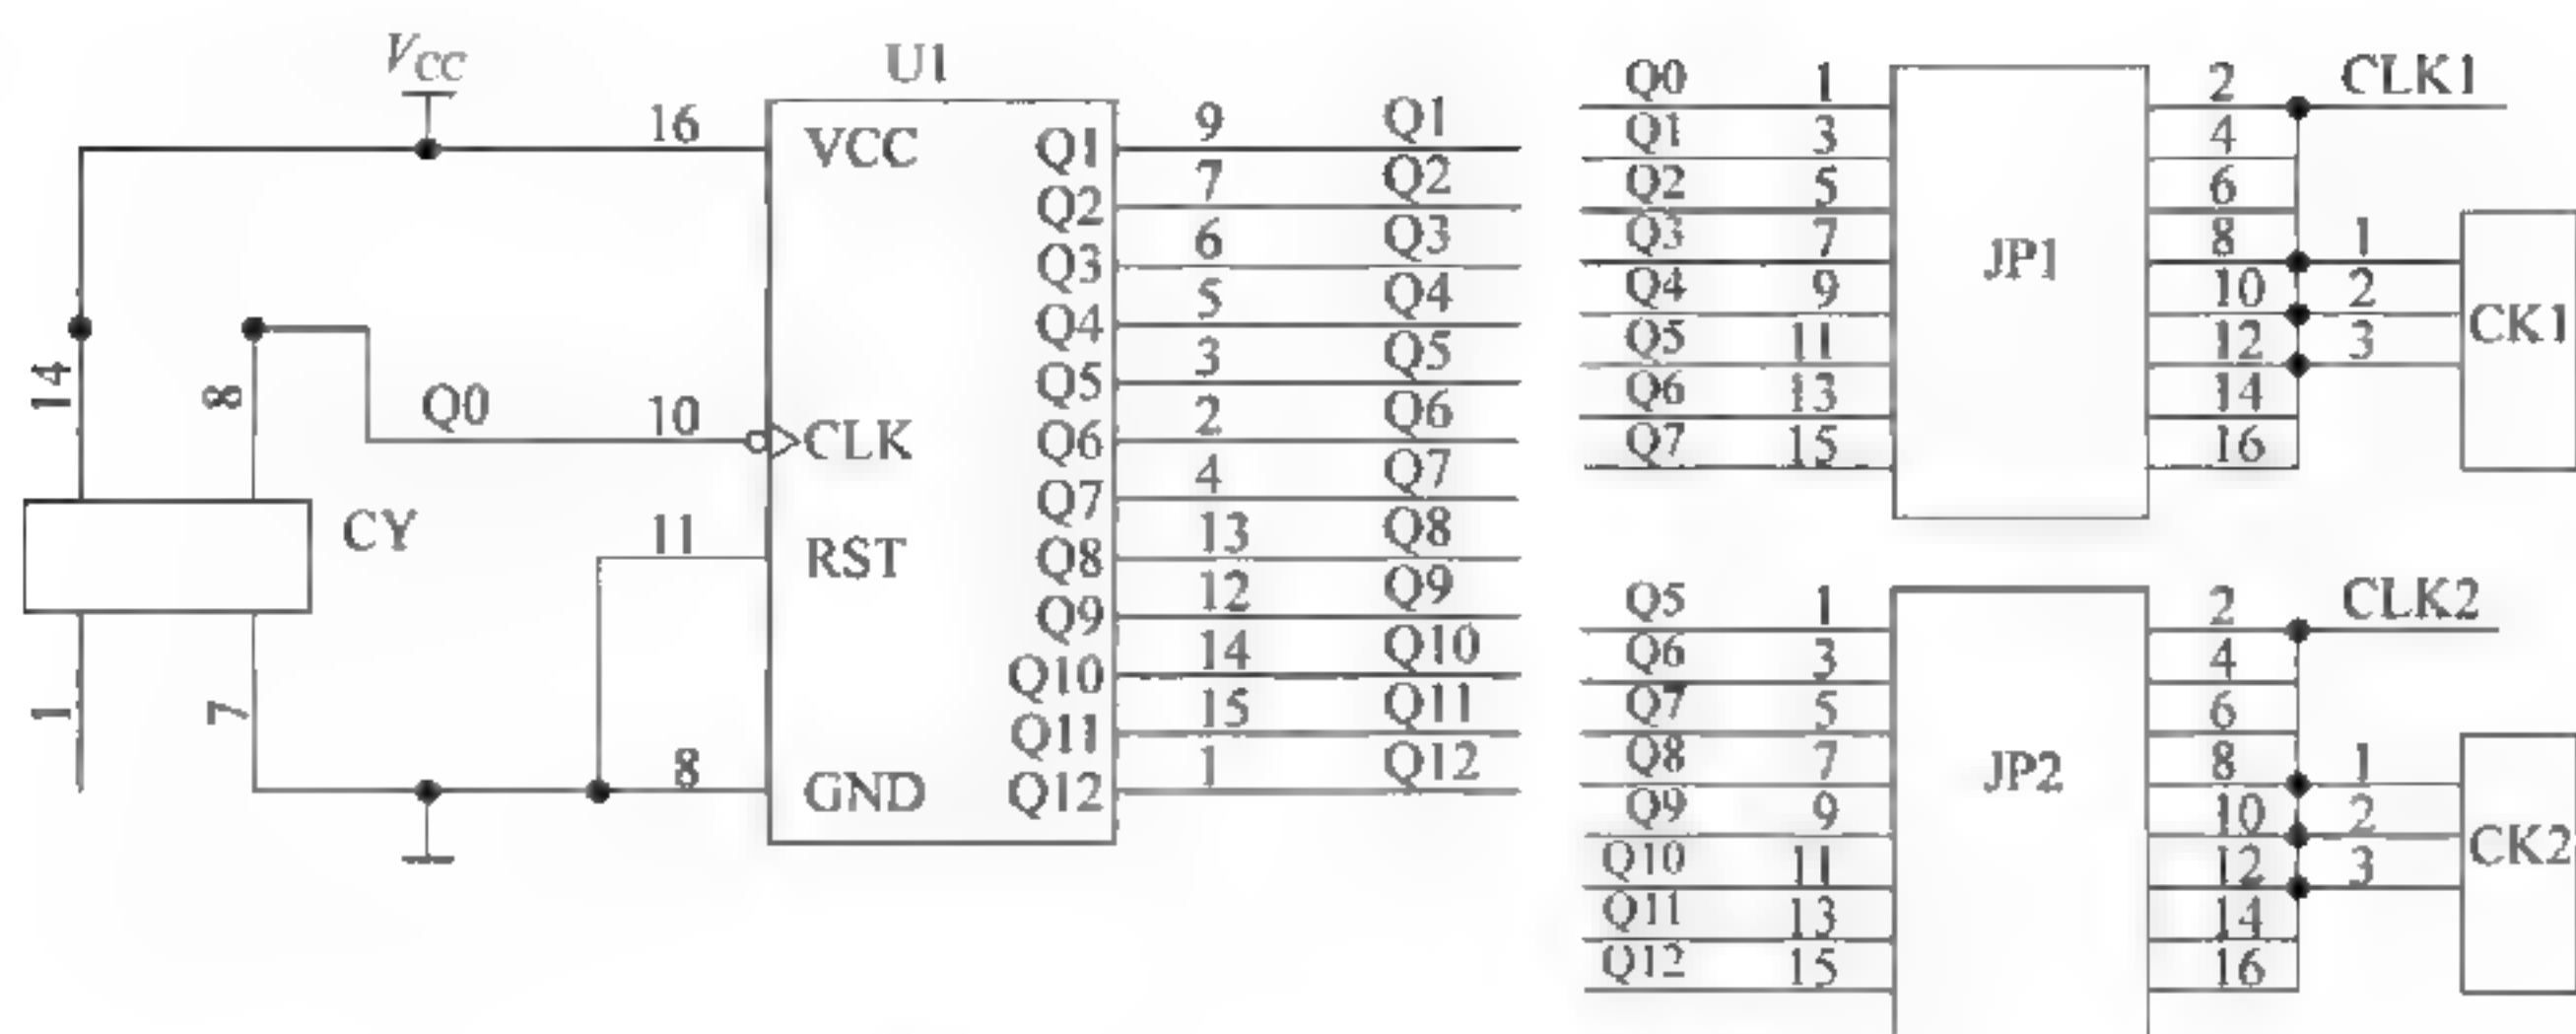 VCC
U1
16
VCC
Q1 9 Q1
Q2 7 Q2
Q3 6 Q3
Q4 5 Q4
Q5 3 Q5
Q6 2 Q6
Q7 4 Q7
Q8 13 Q8
Q9 12 Q9
Q10 14 Q10
Q11 15 Q11
Q12 1 Q12
14
8
Q0
10
CLK
CY
11
RST
1
7
8
GND
Q0 1 2 CLK1
Q1 3 4
Q2 5 6
Q3 7 8 1
JP1
Q4 9 10 2
CK1
Q5 11 12 3
Q6 13 14
Q7 15 16
Q5 1 2 CLK2
Q6 3 4
Q7 5 6
Q8 7 8 1
JP2
Q9 9 10 2
CK2
Q10 11 12 3
Q11 13 14
Q12 15 16